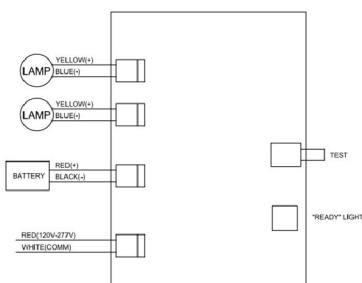 YELLOW(+)
LAMP
BLUE(-)
YELLOW(+)
LAMP
BLUE(-)
TEST
RED(+)
BATTERY
BLACK(-)
"READY" LIGHT
RED(120V-277V)
WHITE(COMM)